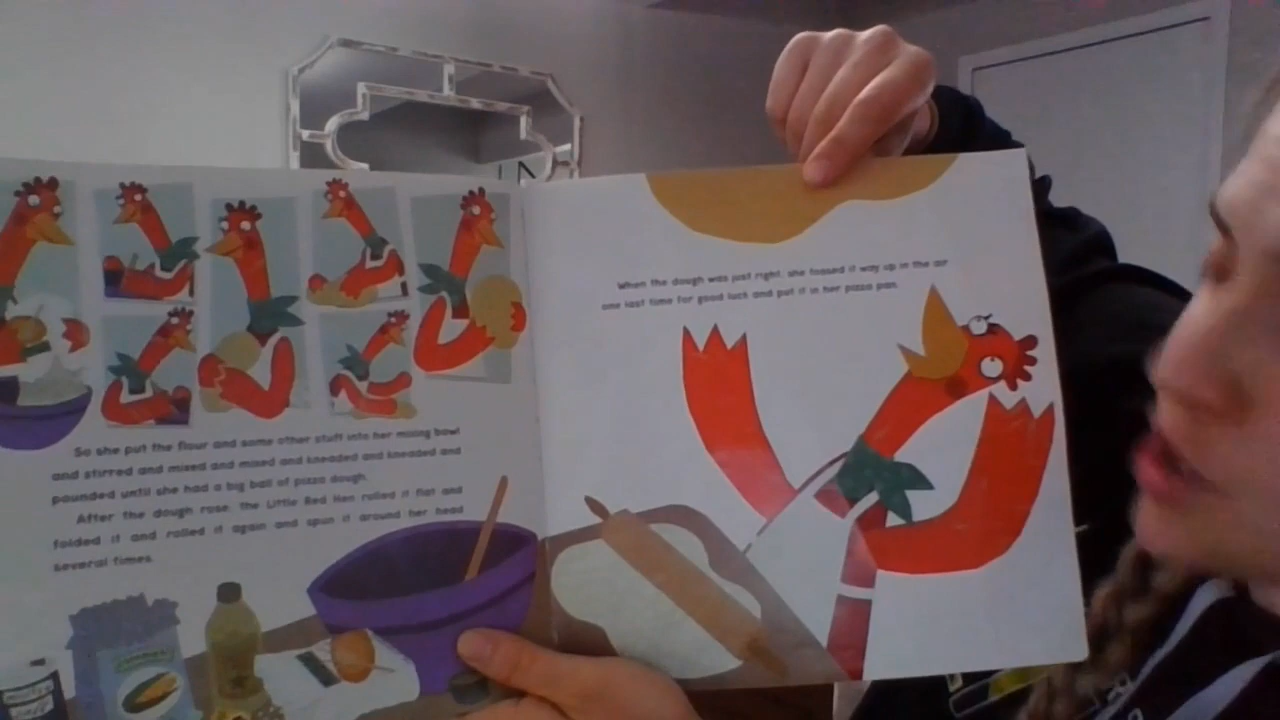 So she put the flour and some other stuff into her mixing bowl
and stirred and mixed and mixed and kneaded and kneaded and
pounded until she had a big ball of pizza dough.
After the dough rose, the Little Red Hen rolled it flat and
folded it and rolled it again and spun it around her head
several times.
When the dough was just right, she tossed it way up in the air
one last time for good luck and put it in her pizza pan.